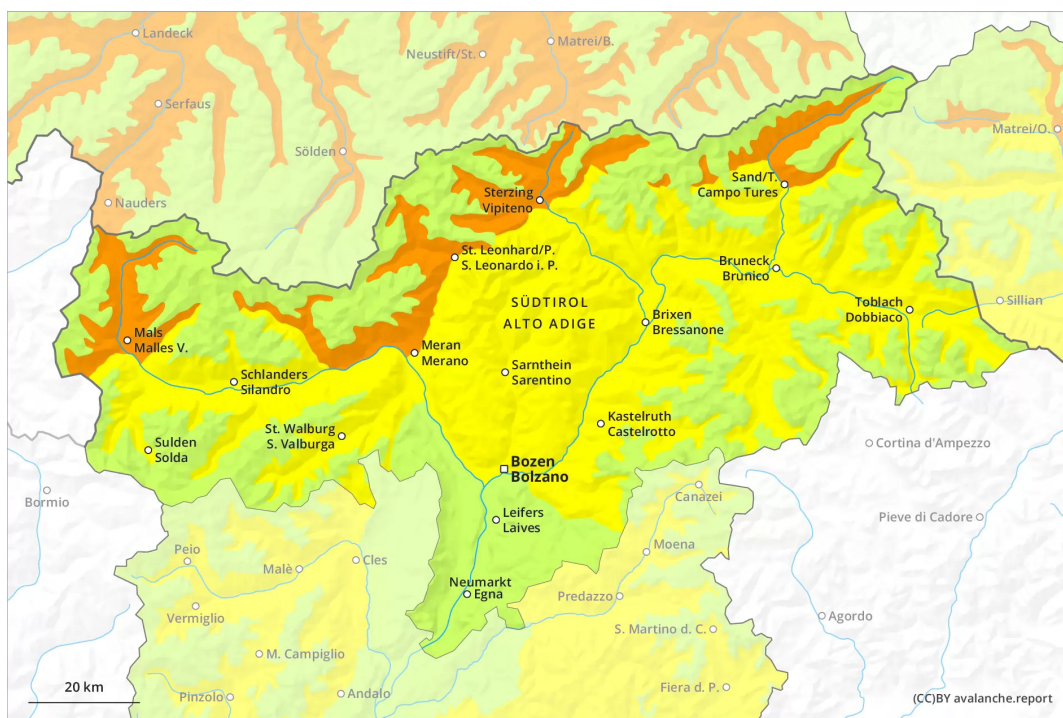 Landeck
Matrei/B.
Neustift/St.
Serfaus
Matrei/O.
Sölden
Sand/T.
Campo Tures
Sterzing
Vipiteno
Nauders
St. Leonhard/P.
S. Leonardo i. P.
Bruneck
Brunico
SÜDTIROL
ALTO ADIGE
Toblach
Dobbiaco
Sillian
Brixen
Bressanone
Mals
Malles V.
Meran
Merano
Sarnthein
Sarentino
Schlanders
Silandro
Kastelruth
Castelrotto
St. Walburg
S. Valburga
Sulden
Solda
Cortina d'Ampezzo
Bozen
Bolzano
Bormio
Canazei
Leifers
Laives
Pieve di Cadore
Peio
Moena
Cles
Malè
Neumarkt
Egna
Predazzo
Vermiglio
Agordo
S. Martino d. C.
M. Campiglio
20 km
Pinzolo
Andalo
Fiera d. P.
(CC)BY avalanche.report